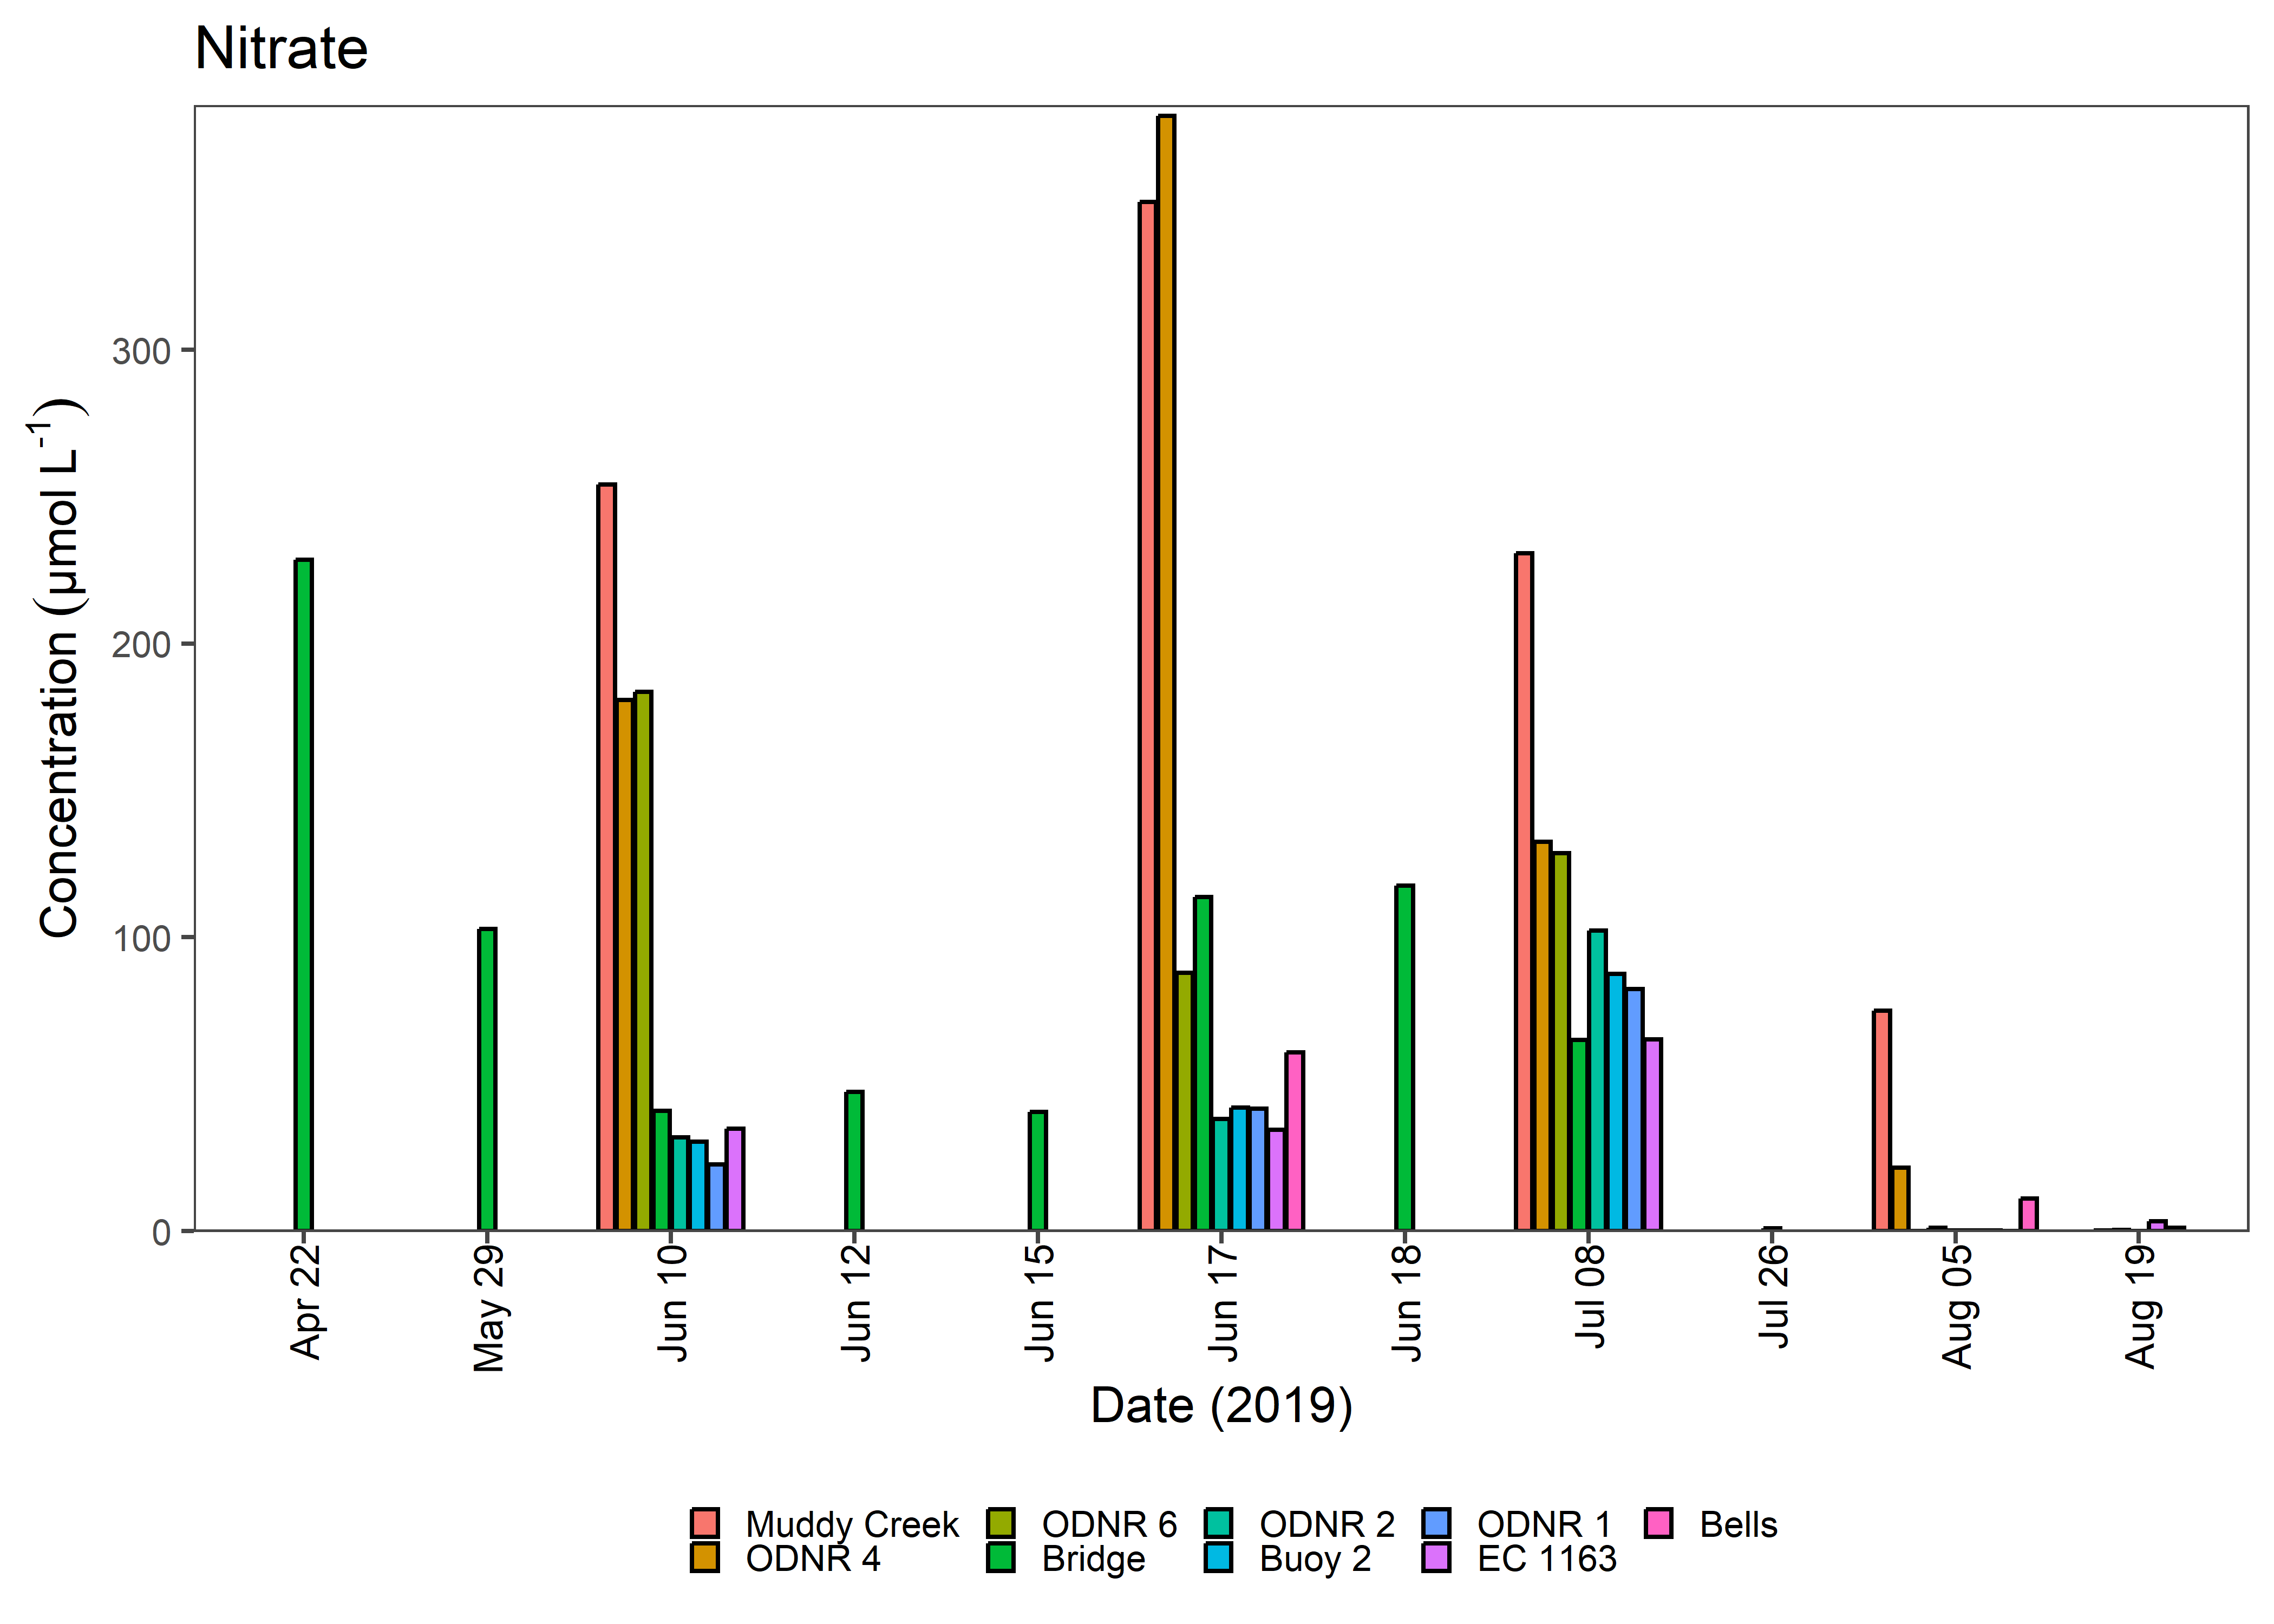 Nitrate
Concentration (µmol L⁻¹)
300
200
100
0
Apr 22
May 29
Jun 10
Jun 12
Jun 15
Jun 17
Jun 18
Jul 08
Jul 26
Aug 05
Aug 19
Date (2019)
Muddy Creek ODNR 6 ODNR 2 ODNR 1 Bells
ODNR 4 Bridge Buoy 2 EC 1163